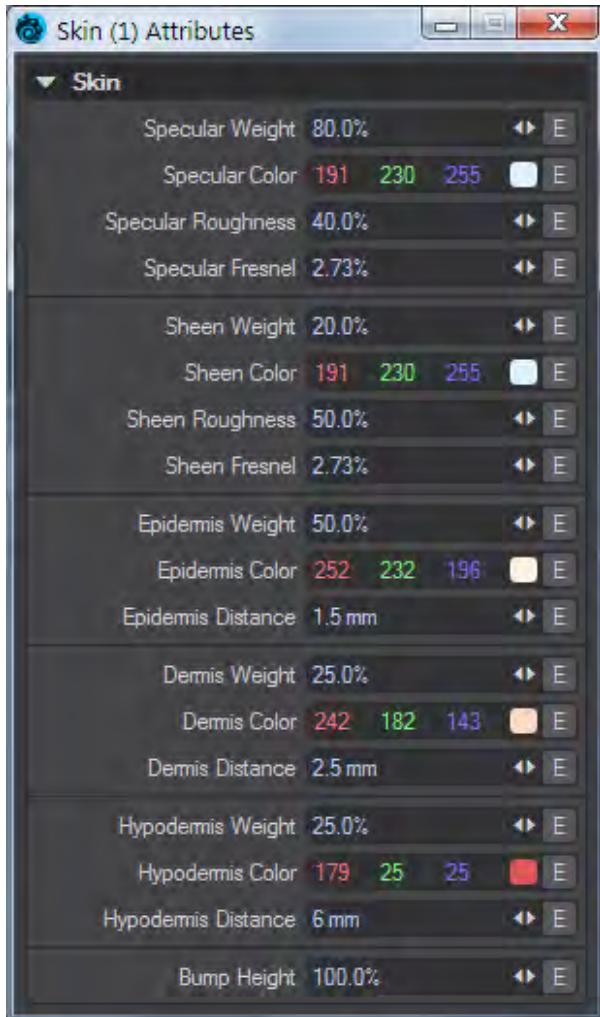 Skin (1) Attributes
Skin
Specular Weight 80.0% E
Specular Color 191 230 255 E
Specular Roughness 40.0% E
Specular Fresnel 2.73% E
Sheen Weight 20.0% E
Sheen Color 191 230 255 E
Sheen Roughness 50.0% E
Sheen Fresnel 2.73% E
Epidermis Weight 50.0% E
Epidermis Color 252 232 196 E
Epidermis Distance 1.5 mm E
Dermis Weight 25.0% E
Dermis Color 242 182 143 E
Dermis Distance 2.5 mm E
Hypodermis Weight 25.0% E
Hypodermis Color 179 25 25 E
Hypodermis Distance 6 mm E
Bump Height 100.0% E